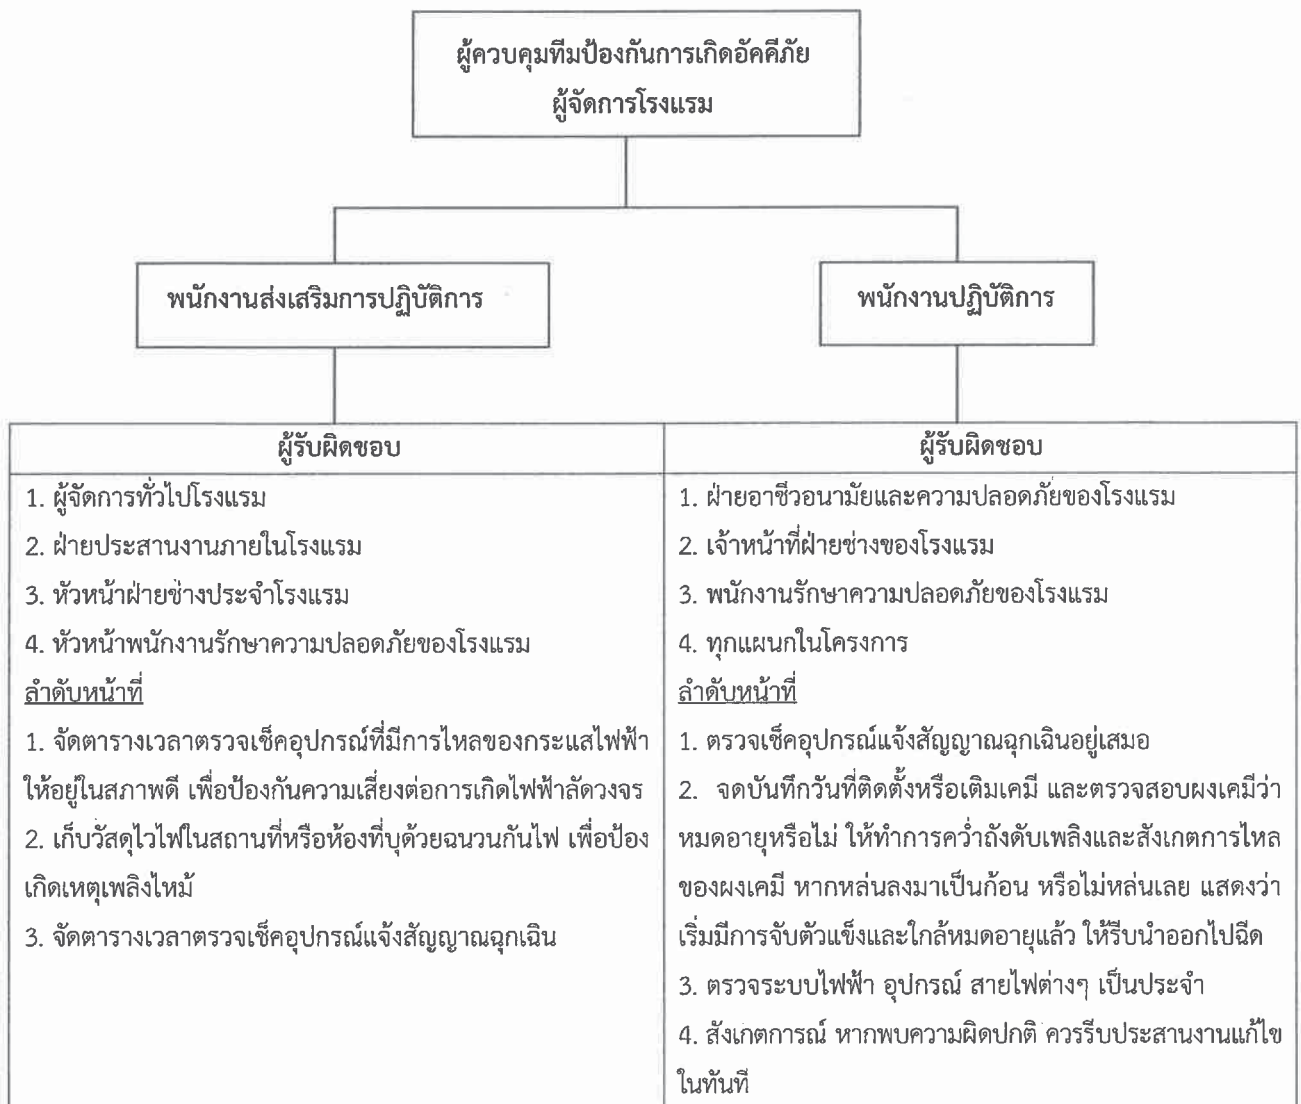 ผู้ควบคุมทีมป้องกันการเกิดอัคคีภัย
ผู้จัดการโรงแรม
พนักงานส่งเสริมการปฏิบัติการ
พนักงานปฏิบัติการ
ผู้รับผิดชอบ
1. ผู้จัดการทั่วไปโรงแรม
2. ฝ่ายประสานงานภายในโรงแรม
3. หัวหน้าฝ่ายช่างประจำโรงแรม
4. หัวหน้าพนักงานรักษาความปลอดภัยของโรงแรม
ลำดับหน้าที่
1. จัดตารางเวลาตรวจเช็คอุปกรณ์ที่มีการไหลของกระแสไฟฟ้า
ให้อยู่ในสภาพดี เพื่อป้องกันความเสี่ยงต่อการเกิดไฟฟ้าลัดวงจร
2. เก็บวัสดุไวไฟในสถานที่หรือห้องที่บุด้วยฉนวนกันไฟ เพื่อป้อง
เกิดเหตุเพลิงไหม้
3. จัดตารางเวลาตรวจเช็คอุปกรณ์แจ้งสัญญาณฉุกเฉิน
ผู้รับผิดชอบ
1. ฝ่ายอาชีวอนามัยและความปลอดภัยของโรงแรม
2. เจ้าหน้าที่ฝ่ายช่างของโรงแรม
3. พนักงานรักษาความปลอดภัยของโรงแรม
4. ทุกแผนกในโครงการ
ลำดับหน้าที่
1. ตรวจเช็คอุปกรณ์แจ้งสัญญาณฉุกเฉินอยู่เสมอ
2. จดบันทึกวันที่ติดตั้งหรือเติมเคมี และตรวจสอบผงเคมีว่า
หมดอายุหรือไม่ ให้ทำการคว่ำถังดับเพลิงและสังเกตการไหล
ของผงเคมี หากหล่นลงมาเป็นก้อน หรือไม่หล่นเลย แสดงว่า
เริ่มมีการจับตัวแข็งและใกล้หมดอายุแล้ว ให้รีบนำออกไปฉีด
3. ตรวจระบบไฟฟ้า อุปกรณ์ สายไฟต่างๆ เป็นประจำ
4. สังเกตการณ์ หากพบความผิดปกติ ควรรีบประสานงานแก้ไข
ในทันที